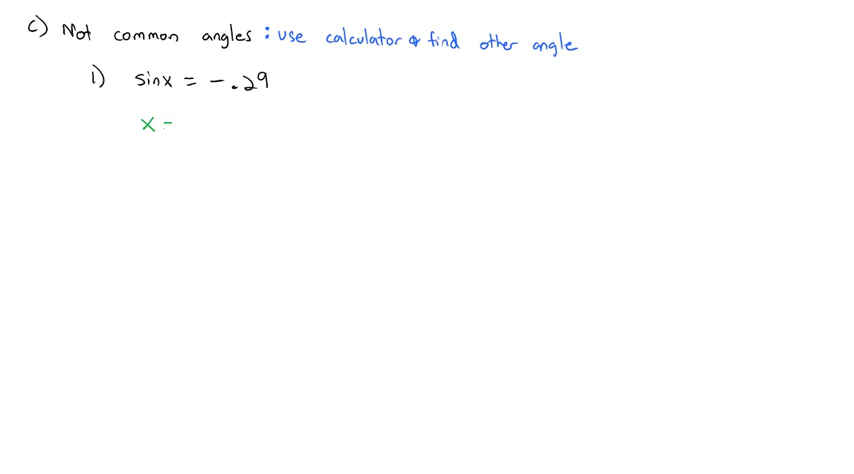 c) Not common angles : use calculator & find other angle
1) sinx = -.29
x =